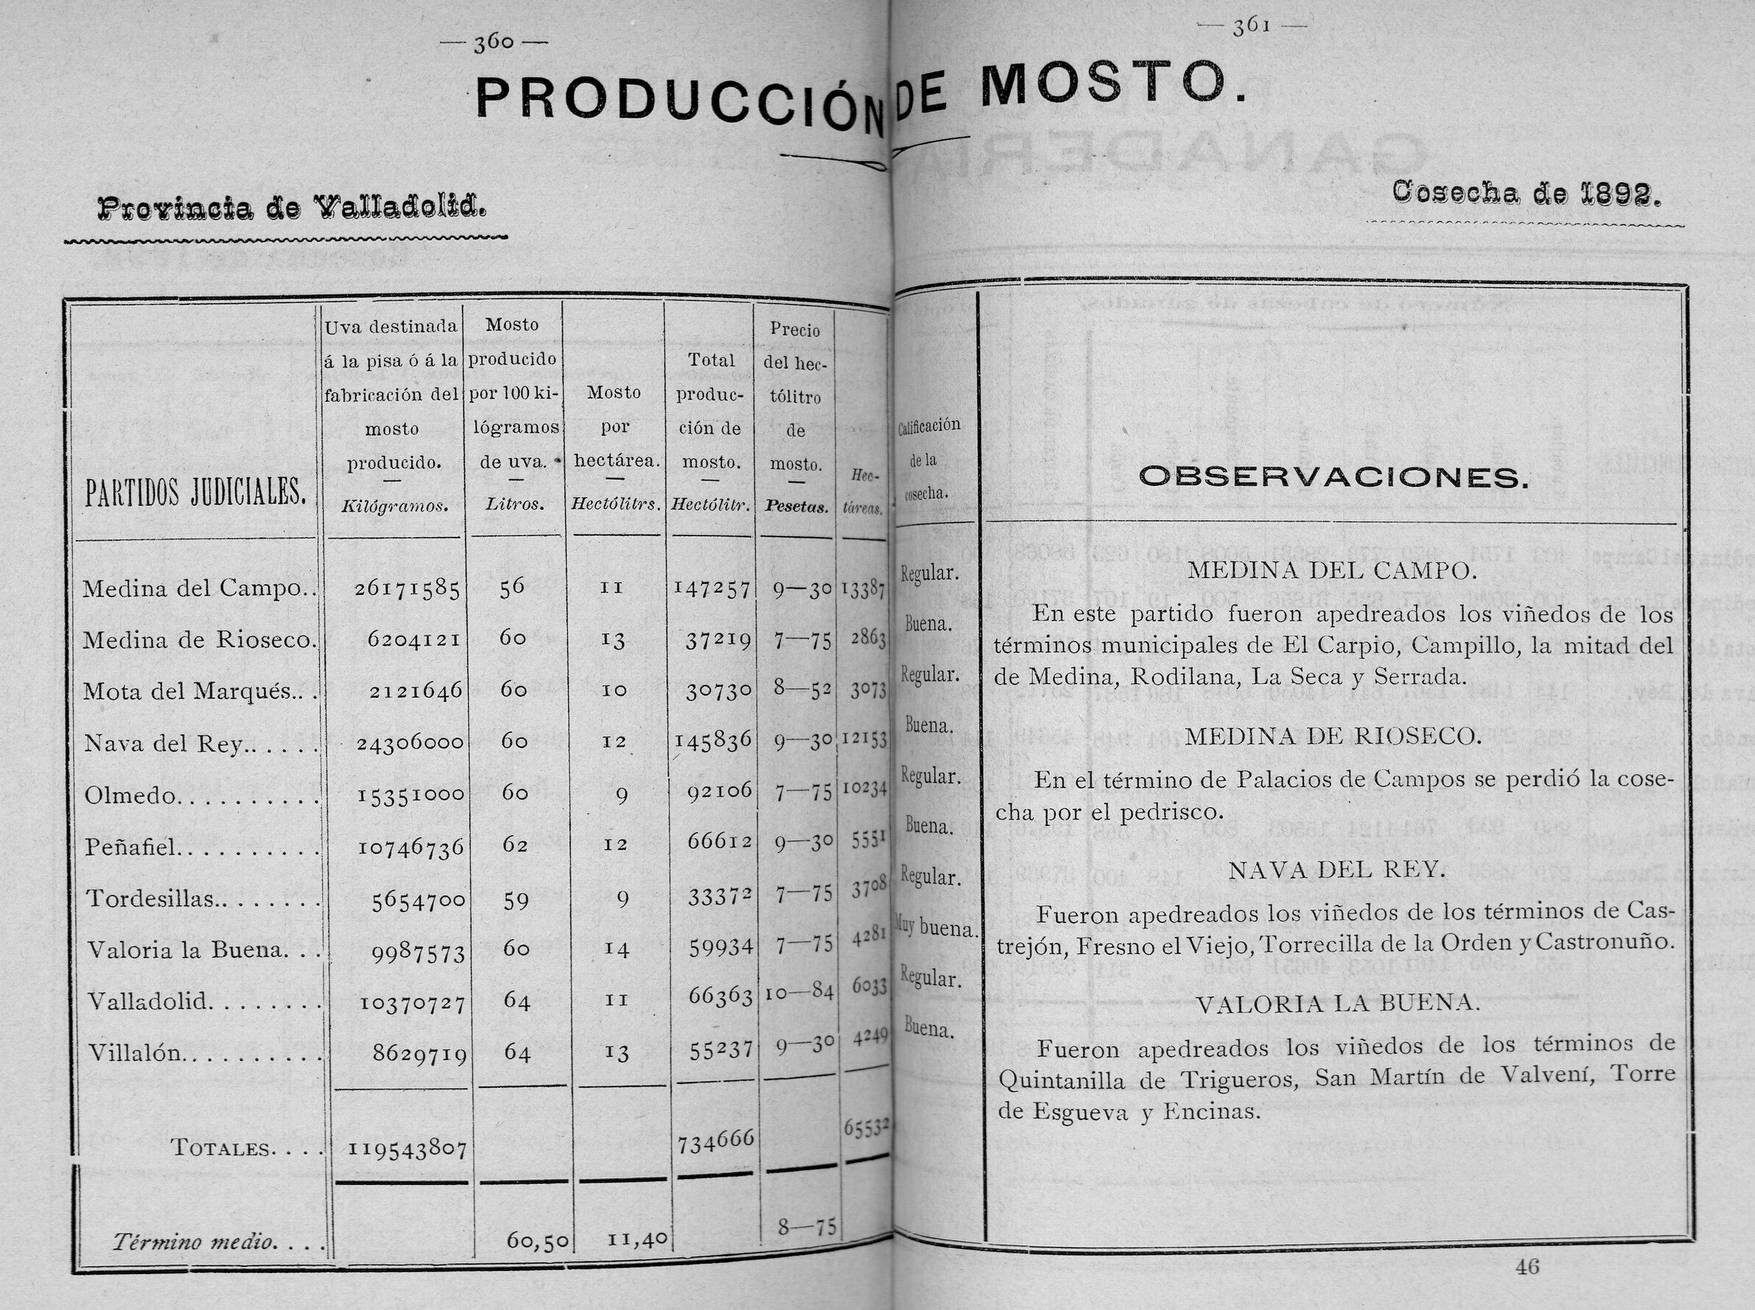 — 360 —
— 361 —
PRODUCCIÓN DE MOSTO.
Provincia de Valladolid.
Cosecha de 1892.
PARTIDOS JUDICIALES.
Uva destinada
á la pisa ó á la
fabricación del
mosto
producido.
—
Kilógramos.
Mosto
producido
por 100 ki-
lógramos
de uva.
—
Litros.
Mosto
por
hectárea.
—
Hectólitrs.
Total
produc-
ción de
mosto.
—
Hectólitr.
Precio
del hec-
tólitro
de
mosto.
—
Pesetas.
Hec-
táreas.
Calificación
de la
cosecha.
Medina del Campo.. 26171585 56 11 147257 9—30 13387 Regular.
Medina de Rioseco. 6204121 60 13 37219 7—75 2863 Buena.
Mota del Marqués.. . 2121646 60 10 30730 8—52 3073 Regular.
Nava del Rey.. . . . . 24306000 60 12 145836 9—30 12153 Buena.
Olmedo. . . . . . . . . . 15351000 60 9 92106 7—75 10234 Regular.
Peñafiel. . . . . . . . . . 10746736 62 12 66612 9—30 5551 Buena.
Tordesillas.. . . . . . . 5654700 59 9 33372 7—75 3708 Regular.
Valoria la Buena. . . 9987573 60 14 59934 7—75 4281 Muy buena.
Valladolid. . . . . . . . 10370727 64 11 66363 10—84 6033 Regular.
Villalón. . . . . . . . . . 8629719 64 13 55237 9—30 4249 Buena.
TOTALES. . . . 119543807 734666 65532
Término medio. . . . 60,50 11,40 8—75
OBSERVACIONES.
MEDINA DEL CAMPO.
En este partido fueron apedreados los viñedos de los
términos municipales de El Carpio, Campillo, la mitad del
de Medina, Rodilana, La Seca y Serrada.
MEDINA DE RIOSECO.
En el término de Palacios de Campos se perdió la cose-
cha por el pedrisco.
NAVA DEL REY.
Fueron apedreados los viñedos de los términos de Cas-
trejón, Fresno el Viejo, Torrecilla de la Orden y Castronuño.
VALORIA LA BUENA.
Fueron apedreados los viñedos de los términos de
Quintanilla de Trigueros, San Martín de Valvení, Torre
de Esgueva y Encinas.
46